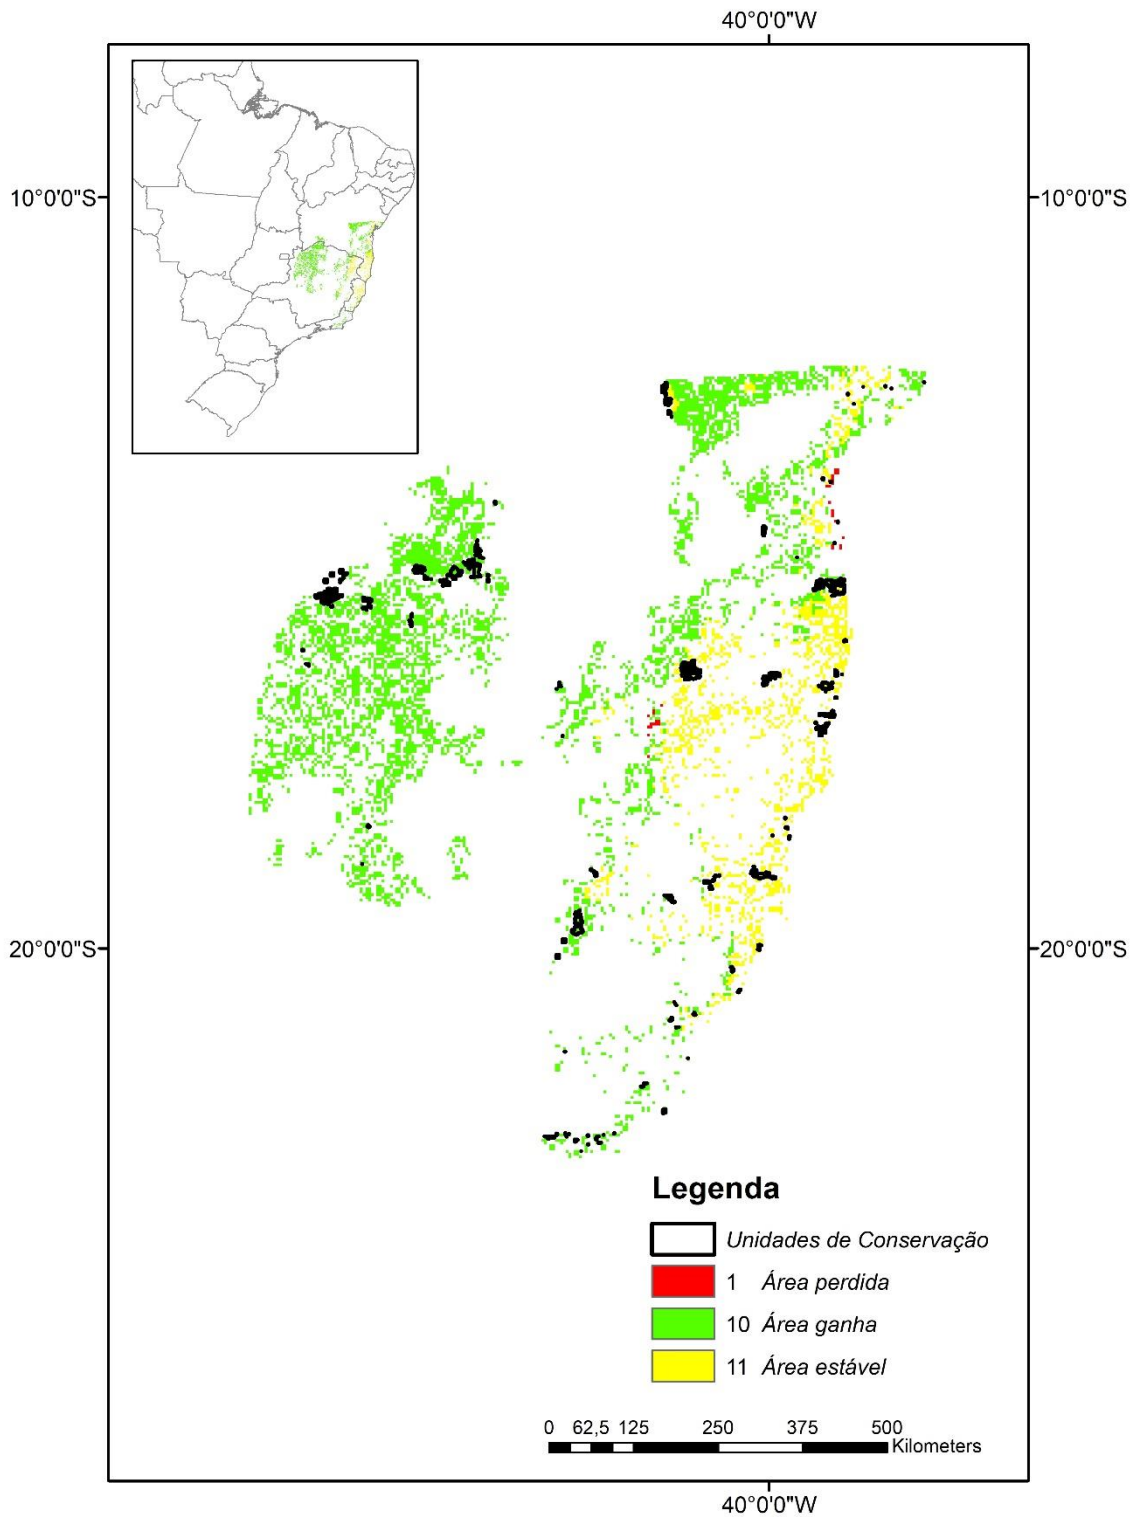 40°0'0"W
10°0'0"S
10°0'0"S
20°0'0"S
20°0'0"S
Legenda
Unidades de Conservação
1 Área perdida
10 Área ganha
11 Área estável
0 62,5 125 250 375 500
Kilometers
40°0'0"W